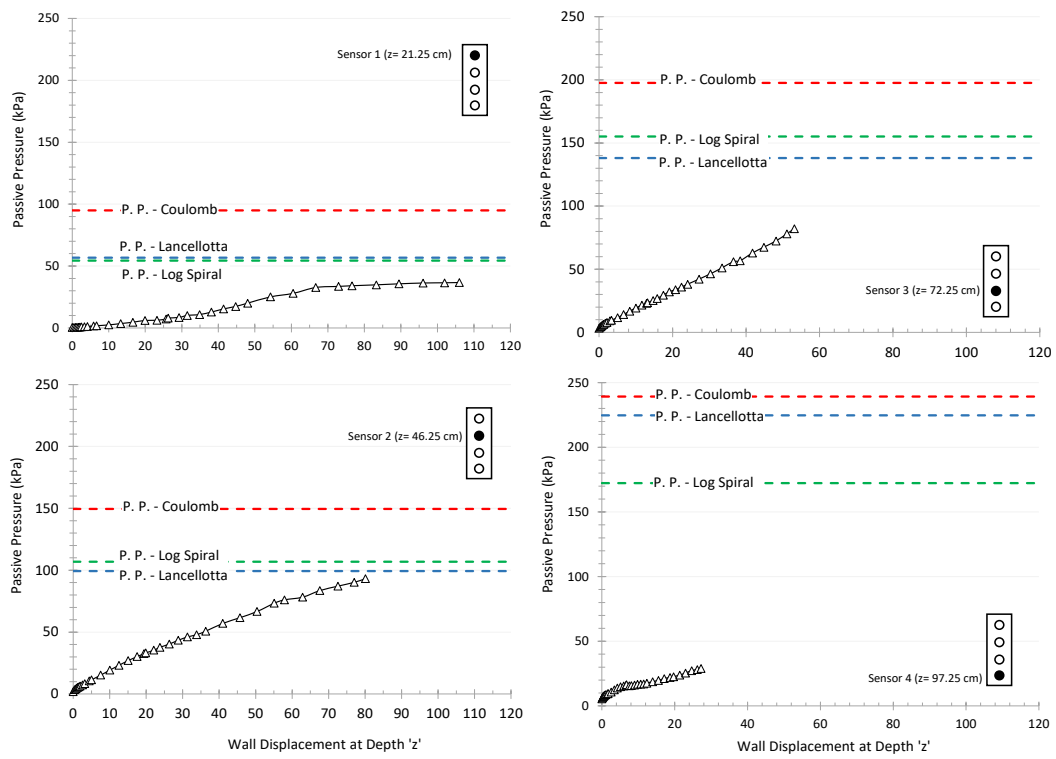 250
200
150
100
50
0
Passive Pressure (kPa)
Sensor 1 (z= 21.25 cm)
P. P. - Coulomb
P. P. - Lancellotta
P. P. - Log Spiral
0 10 20 30 40 50 60 70 80 90 100 110 120
250
200
150
100
50
0
Passive Pressure (kPa)
P. P. - Coulomb
P. P. - Log Spiral
P. P. - Lancellotta
Sensor 3 (z= 72.25 cm)
0 20 40 60 80 100 120
250
200
150
100
50
0
Passive Pressure (kPa)
Sensor 2 (z= 46.25 cm)
P. P. - Coulomb
P. P. - Log Spiral
P. P. - Lancellotta
0 10 20 30 40 50 60 70 80 90 100 110 120
Wall Displacement at Depth 'z'
250
200
150
100
50
0
Passive Pressure (kPa)
P. P. - Coulomb
P. P. - Lancellotta
P. P. - Log Spiral
Sensor 4 (z= 97.25 cm)
0 20 40 60 80 100 120
Wall Displacement at Depth 'z'